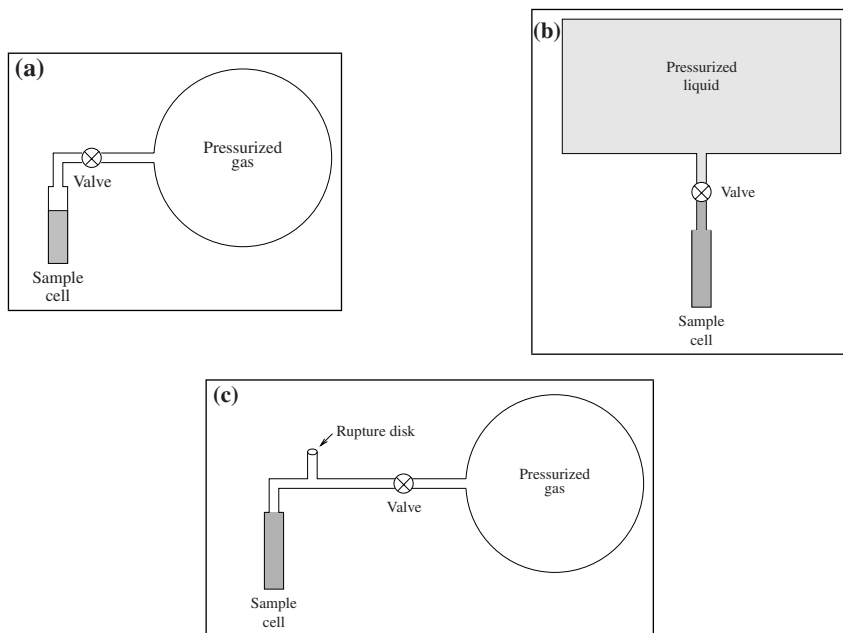 (a)
Pressurized
gas
Valve
Sample
cell
(b)
Pressurized
liquid
Valve
Sample
cell
(c)
Rupture disk
Pressurized
gas
Valve
Sample
cell